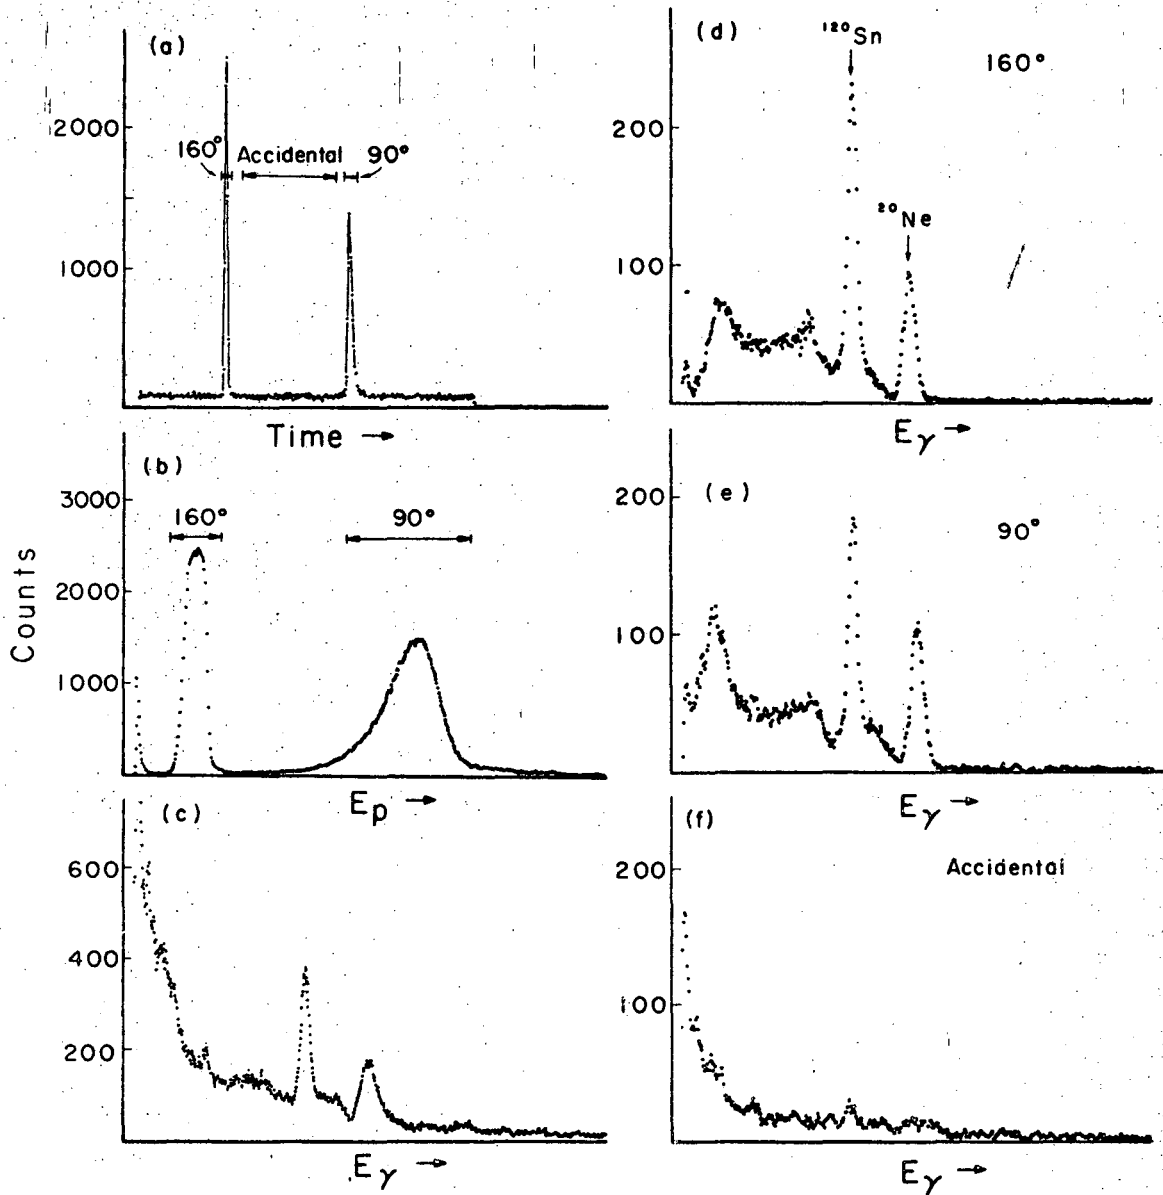 (a)
2000
1000
160°
Accidental
90°
Time →
(b)
Counts
3000
2000
1000
160°
90°
Ep →
(c)
600
400
200
Eγ →
(d)
¹²⁰Sn
160°
200
²⁰Ne
100
Eγ →
(e)
200
90°
100
Eγ →
(f)
Accidental
200
100
Eγ →